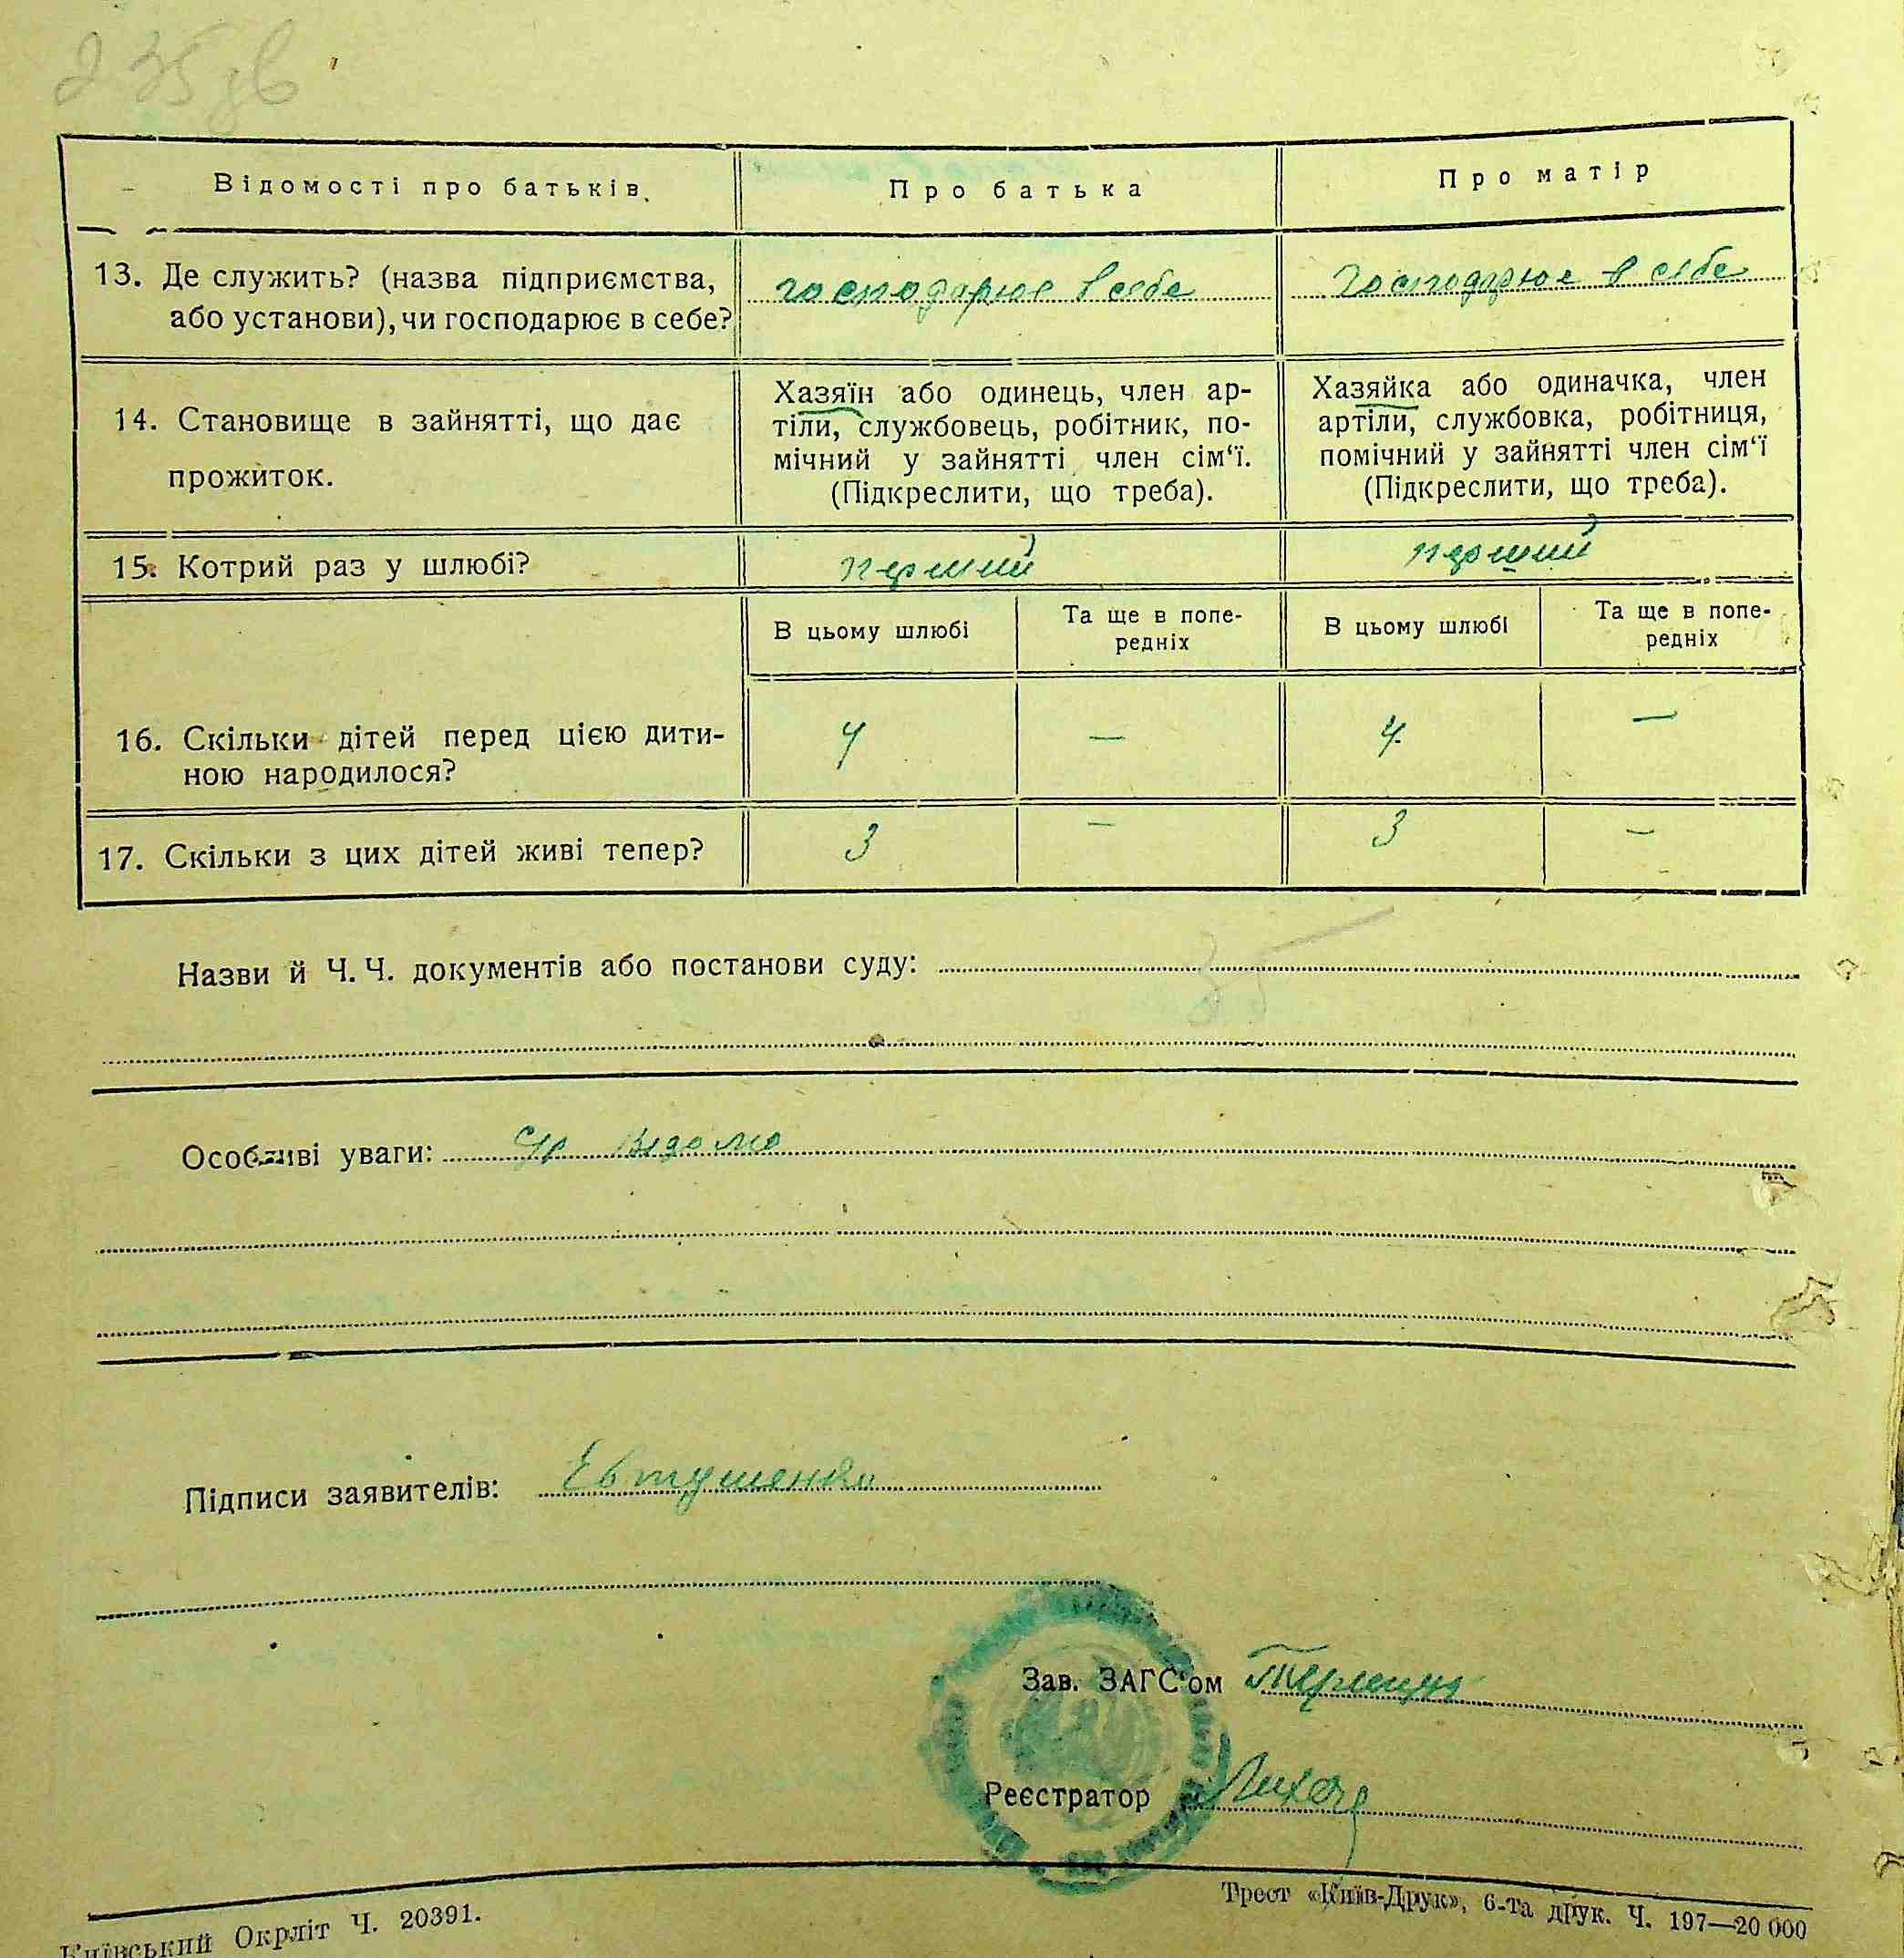 235 зв
Відомості про батьків. Про батька Про матір
13. Де служить? (назва підприємства, господарює в себе Господарює в себе
або установи), чи господарює в себе?
14. Становище в зайнятті, що дає
прожиток.
Хазяїн або одинець, член ар-
тіли, службовець, робітник, по-
мічний у зайнятті член сім‘ї.
(Підкреслити, що треба).
Хазяйка або одиначка, член
артіли, службовка, робітниця,
помічний у зайнятті член сім‘ї
(Підкреслити, що треба).
15. Котрий раз у шлюбі? перший перший
В цьому шлюбі Та ще в попе-
редніх
В цьому шлюбі Та ще в попе-
редніх
16. Скільки дітей перед цією дити- 4 — 4 —
ною народилося?
17. Скільки з цих дітей живі тепер? 3 — 3 —
Назви й Ч. Ч. документів або постанови суду:
35
Особливі уваги: відомо
Підписи заявителів: Евтушенко
Зав. ЗАГС‘ом
Реєстратор
Київський Окрліт Ч. 20391.
Трест «Київ-Друк», 6-та друк. Ч. 197—20 000